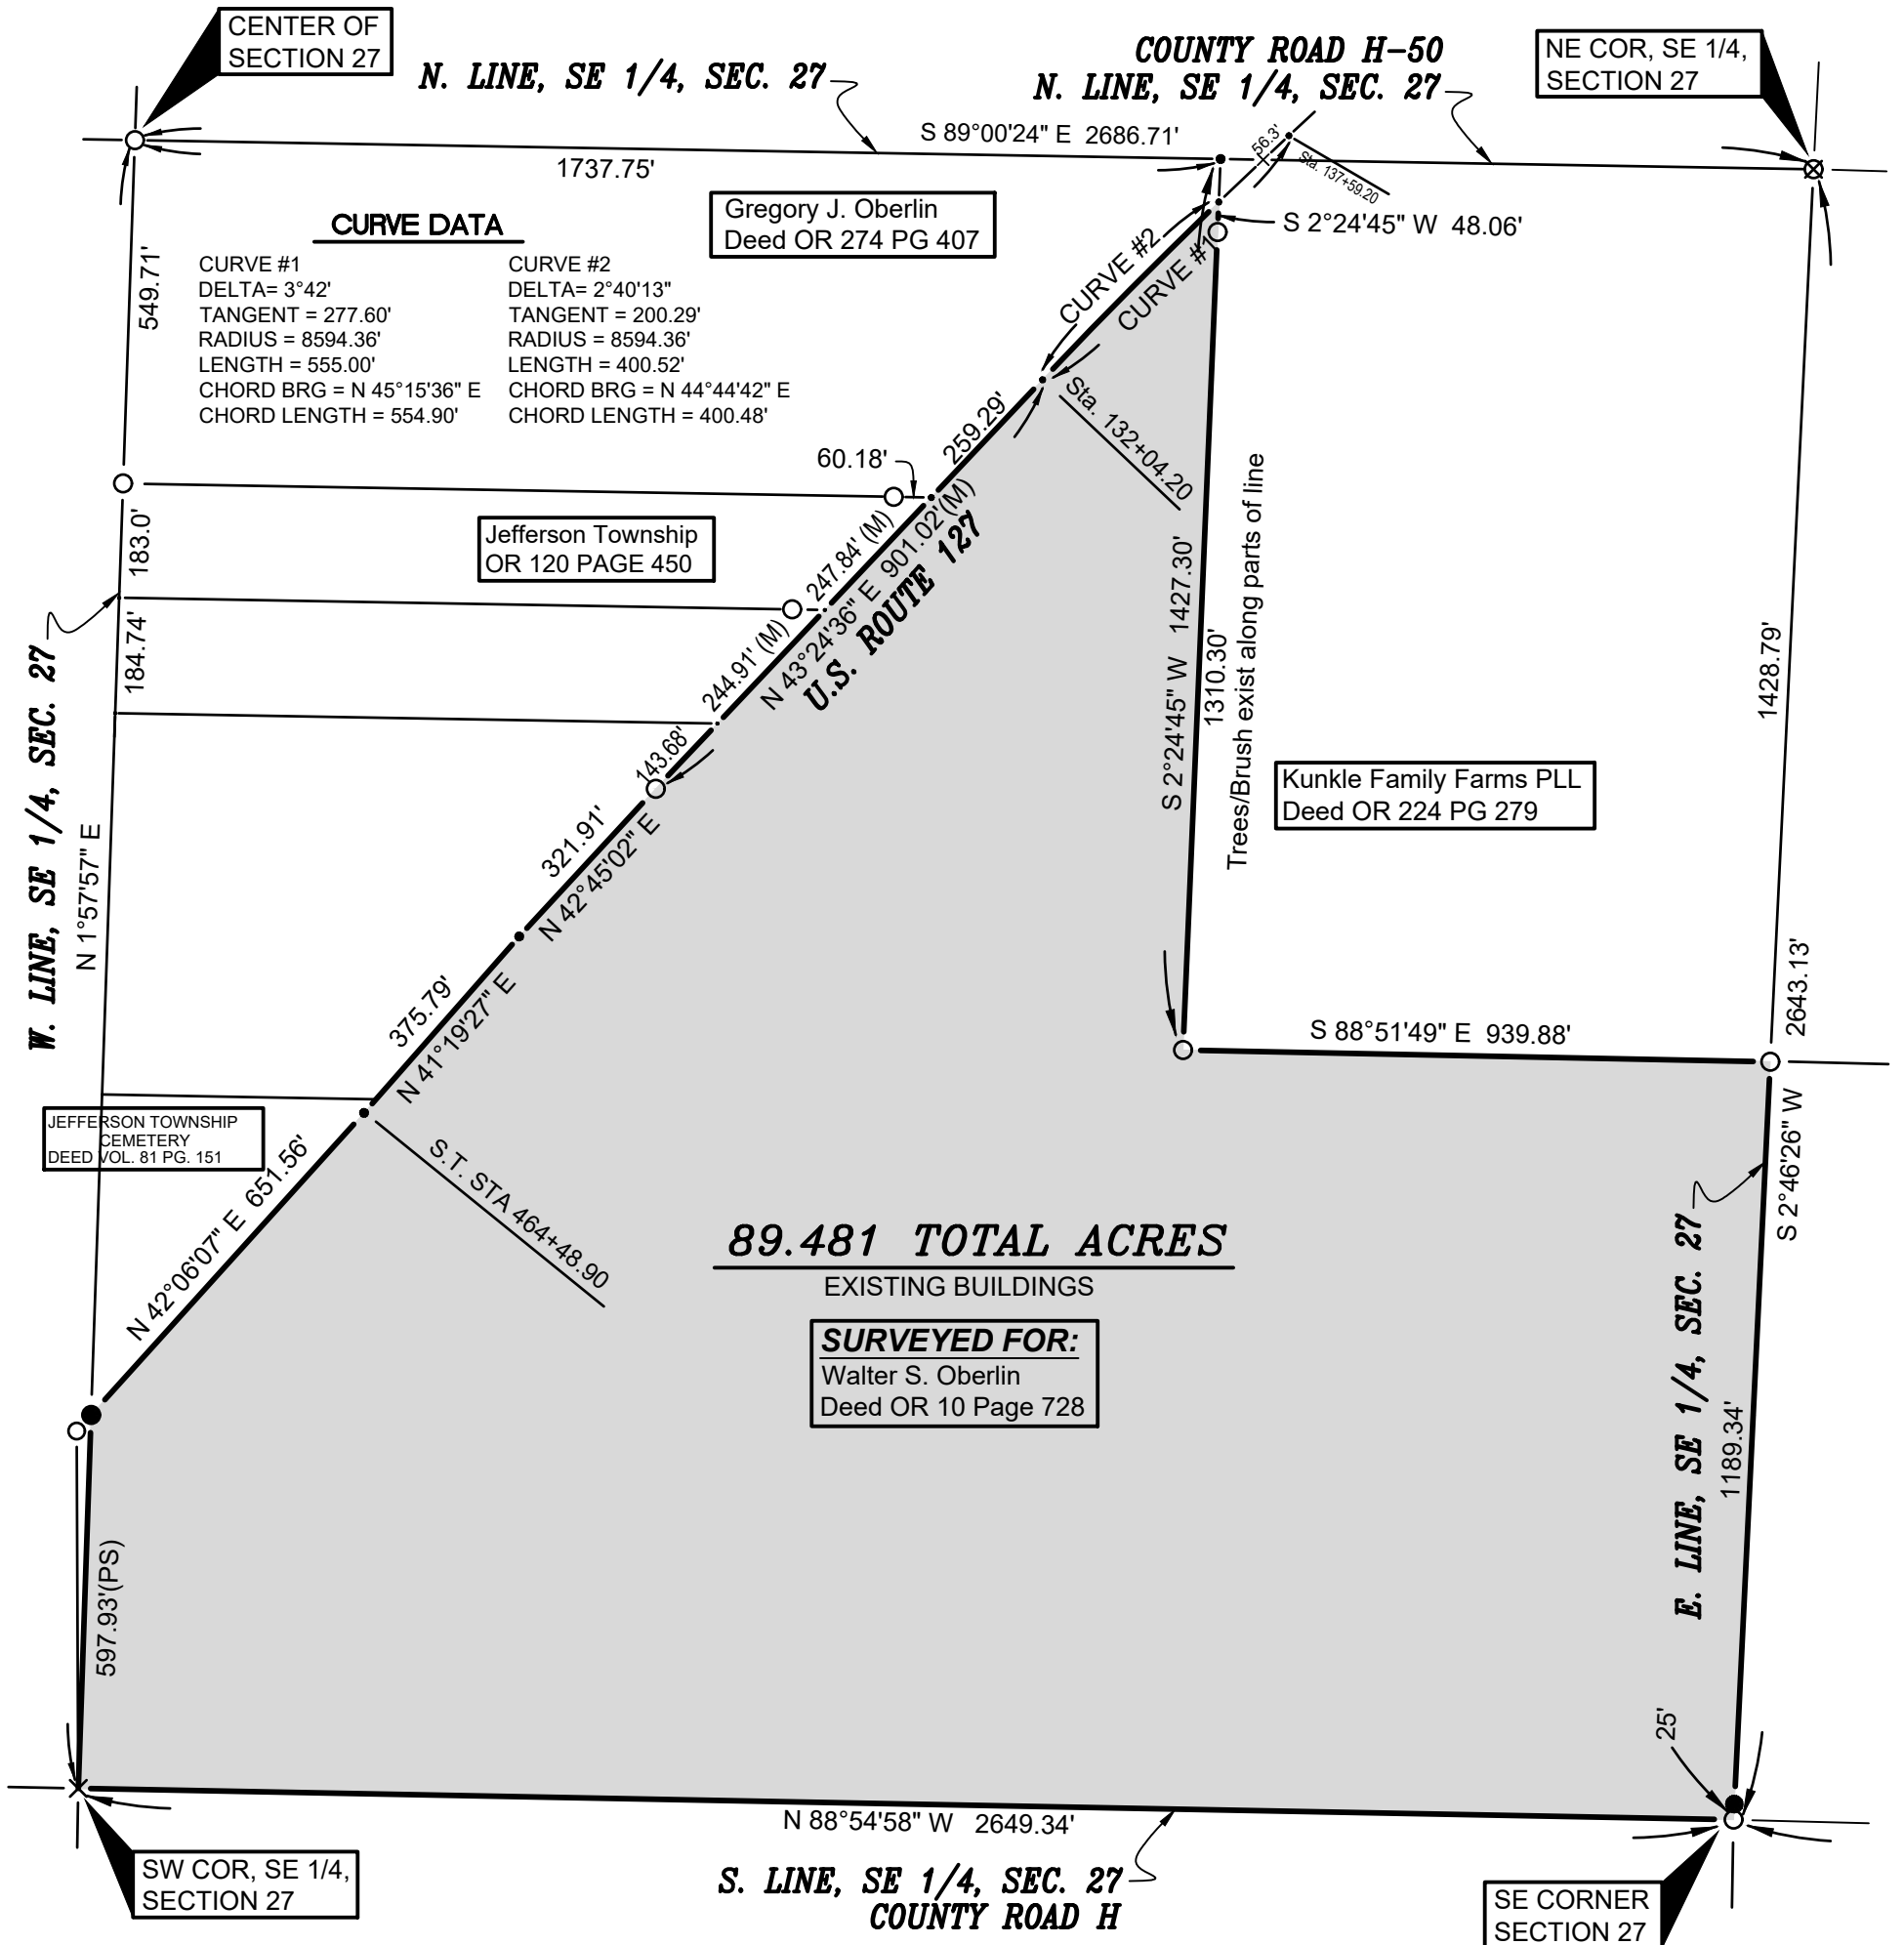 CENTER OF
SECTION 27
N. LINE, SE 1/4, SEC. 27
COUNTY ROAD H-50
N. LINE, SE 1/4, SEC. 27
NE COR, SE 1/4,
SECTION 27
S 89°00'24" E 2686.71'
1737.75'
56.3'
Sta. 137+59.20
S 2°24'45" W 48.06'
Gregory J. Oberlin
Deed OR 274 PG 407
CURVE DATA
CURVE #1
DELTA= 3°42'
TANGENT = 277.60'
RADIUS = 8594.36'
LENGTH = 555.00'
CHORD BRG = N 45°15'36" E
CHORD LENGTH = 554.90'
CURVE #2
DELTA= 2°40'13"
TANGENT = 200.29'
RADIUS = 8594.36'
LENGTH = 400.52'
CHORD BRG = N 44°44'42" E
CHORD LENGTH = 400.48'
549.71'
CURVE #2
CURVE #1
259.29'
Sta. 132+04.20
60.18'
183.0'
Jefferson Township
OR 120 PAGE 450
247.84' (M)
N 43°24'36" E 901.02'(M)
U.S. ROUTE 127
184.74'
244.91' (M)
143.68'
S 2°24'45" W 1427.30'
1310.30'
Trees/Brush exist along parts of line
1428.79'
Kunkle Family Farms PLL
Deed OR 224 PG 279
W. LINE, SE 1/4, SEC. 27
N 1°57'57" E
321.91'
N 42°45'02" E
375.79'
N 41°19'27" E
2643.13'
S 88°51'49" E 939.88'
JEFFERSON TOWNSHIP
CEMETERY
DEED VOL. 81 PG. 151
N 42°06'07" E 651.56'
S.T. STA 464+48.90
S 2°46'26" W
89.481 TOTAL ACRES
EXISTING BUILDINGS
SURVEYED FOR:
Walter S. Oberlin
Deed OR 10 Page 728
E. LINE, SE 1/4, SEC. 27
1189.34'
597.93'(PS)
25'
N 88°54'58" W 2649.34'
SW COR, SE 1/4,
SECTION 27
S. LINE, SE 1/4, SEC. 27
COUNTY ROAD H
SE CORNER
SECTION 27